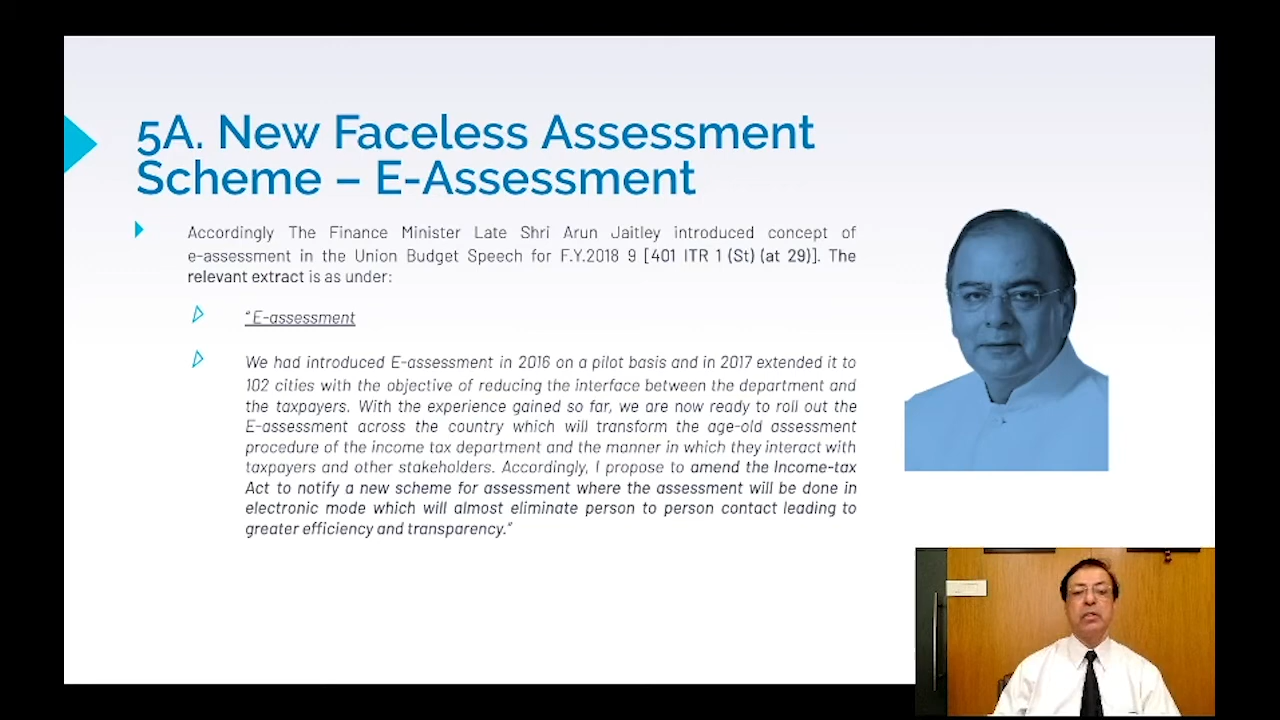 5A. New Faceless Assessment
Scheme – E-Assessment
Accordingly The Finance Minister Late Shri Arun Jaitley introduced concept of
e-assessment in the Union Budget Speech for F.Y.2018 9 [401 ITR 1 (St) (at 29)]. The
relevant extract is as under:
“E-assessment
We had introduced E-assessment in 2016 on a pilot basis and in 2017 extended it to
102 cities with the objective of reducing the interface between the department and
the taxpayers. With the experience gained so far, we are now ready to roll out the
E-assessment across the country which will transform the age-old assessment
procedure of the income tax department and the manner in which they interact with
taxpayers and other stakeholders. Accordingly, I propose to amend the Income-tax
Act to notify a new scheme for assessment where the assessment will be done in
electronic mode which will almost eliminate person to person contact leading to
greater efficiency and transparency.”